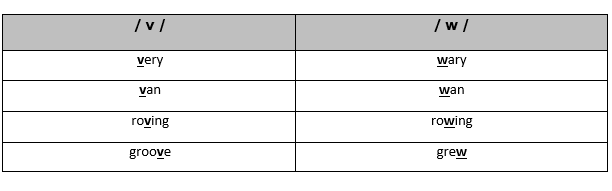 / v / / w /
very wary
van wan
roving rowing
groove grew